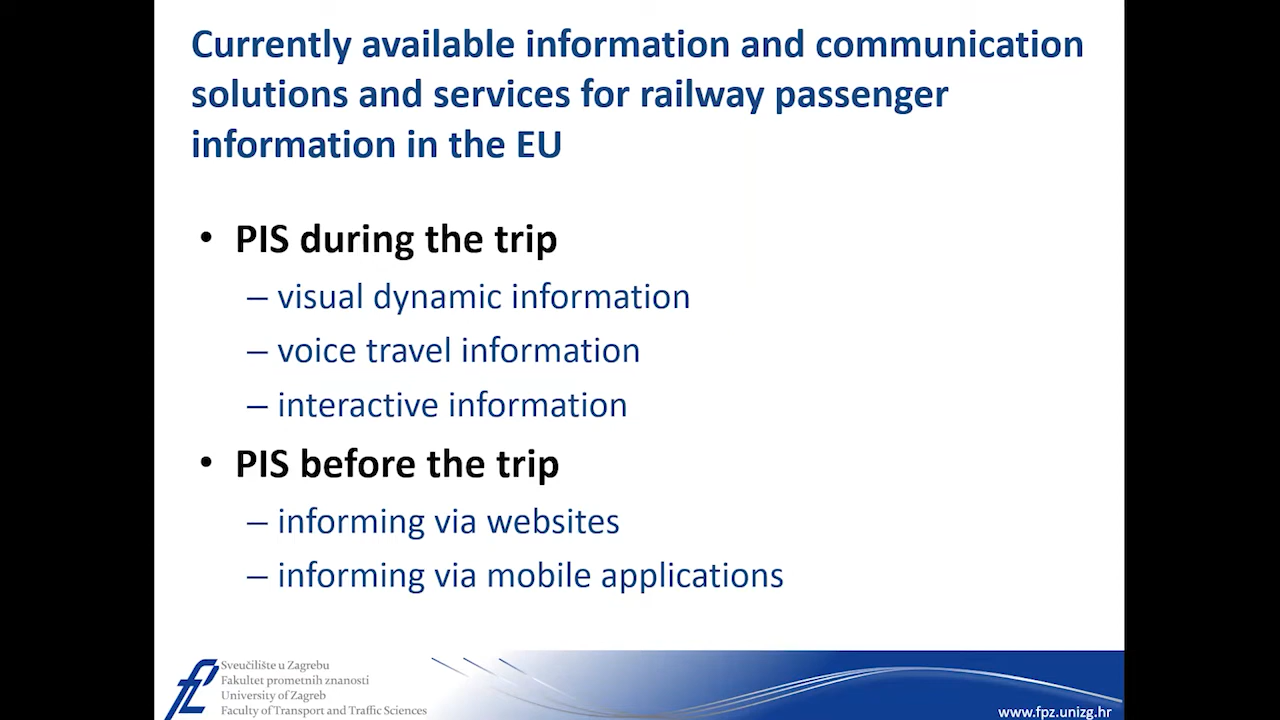 Currently available information and communication
solutions and services for railway passenger
information in the EU
• PIS during the trip
– visual dynamic information
– voice travel information
– interactive information
• PIS before the trip
– informing via websites
– informing via mobile applications
Sveučilište u Zagrebu
Fakultet prometnih znanosti
University of Zagreb
Faculty of Transport and Traffic Sciences
www.fpz.unizg.hr